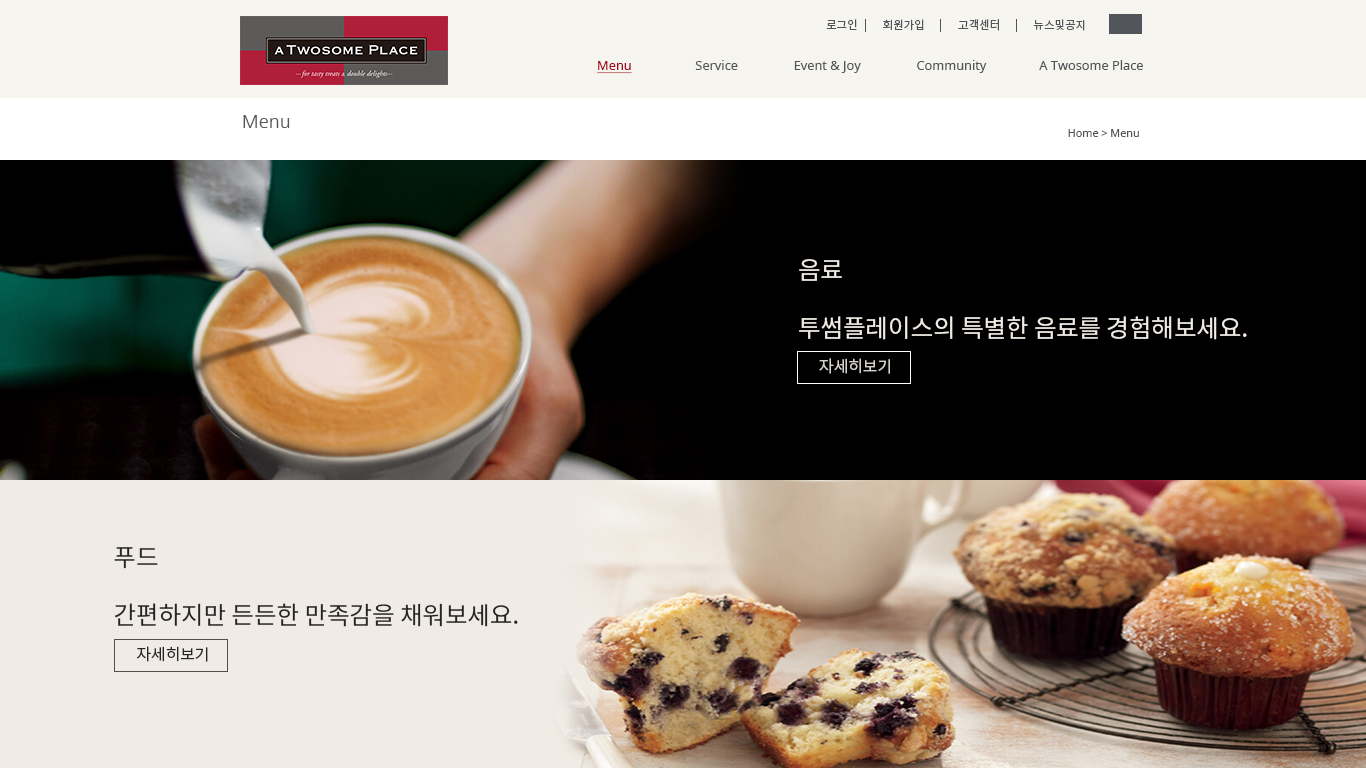 로그인 | 회원가입 | 고객센터 | 뉴스및공지
A TWOSOME PLACE
for tasty treats & double delights
Menu Service Event & Joy Community A Twosome Place
Menu
Home > Menu
음료
투썸플레이스의 특별한 음료를 경험해보세요.
자세히보기
푸드
간편하지만 든든한 만족감을 채워보세요.
자세히보기